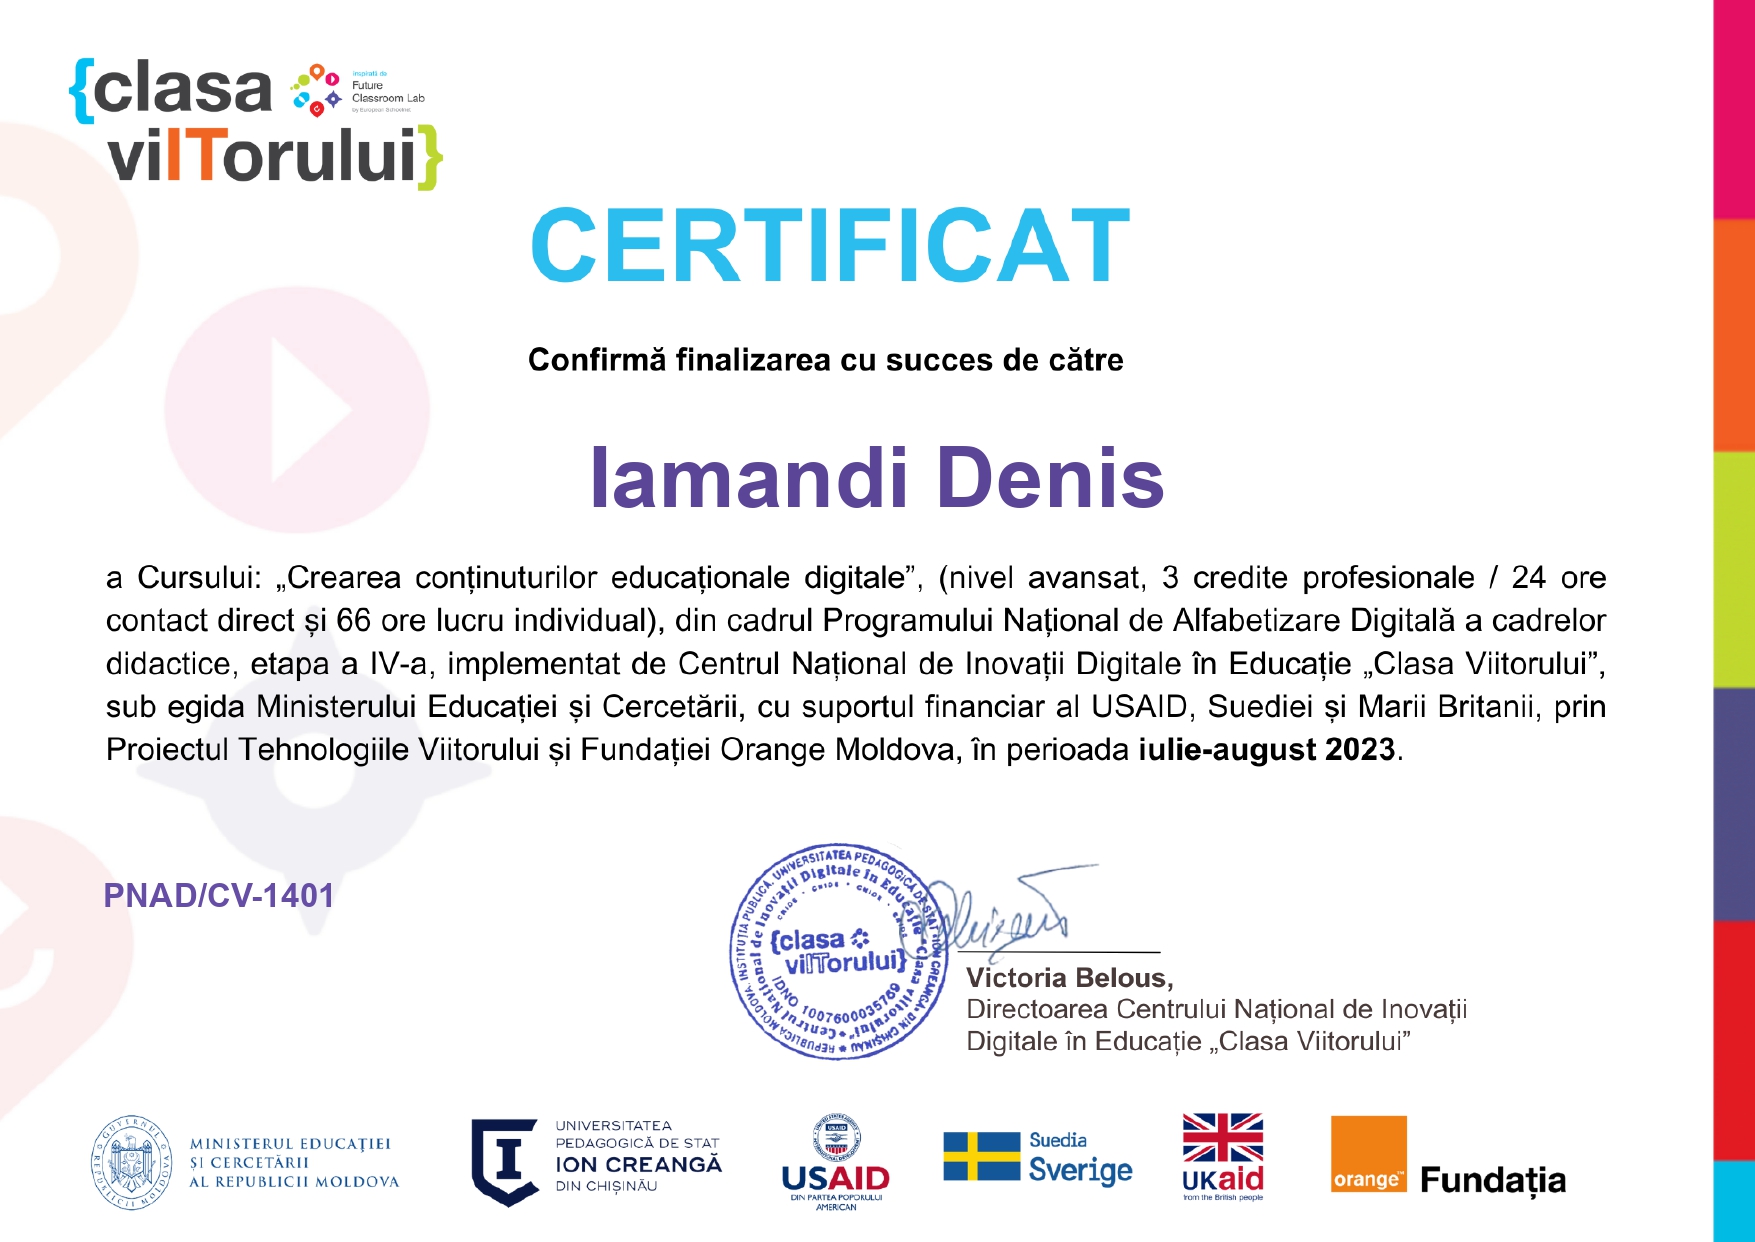 {clasa
viITorului}
inspirată de
Future
Classroom Lab
by European Schoolnet
CERTIFICAT
Confirmă finalizarea cu succes de către
Iamandi Denis
a Cursului: „Crearea conținuturilor educaționale digitale”, (nivel avansat, 3 credite profesionale / 24 ore
contact direct și 66 ore lucru individual), din cadrul Programului Național de Alfabetizare Digitală a cadrelor
didactice, etapa a IV-a, implementat de Centrul Național de Inovații Digitale în Educație „Clasa Viitorului”,
sub egida Ministerului Educației și Cercetării, cu suportul financiar al USAID, Suediei și Marii Britanii, prin
Proiectul Tehnologiile Viitorului și Fundației Orange Moldova, în perioada iulie-august 2023.
PNAD/CV-1401
REPUBLICA MOLDOVA. INSTITUȚIA PUBLICĂ. UNIVERSITATEA PEDAGOGICĂ DE STAT "ION CREANGĂ" DIN CHIȘINĂU
Centrul Național de Inovații Digitale în Educație "Clasa viitorului"
{clasa
viITorului}
IDNO 1007600035769
Victoria Belous,
Directoarea Centrului Național de Inovații
Digitale în Educație „Clasa Viitorului”
GUVERNUL REPUBLICII MOLDOVA
MINISTERUL EDUCAȚIEI
ȘI CERCETĂRII
AL REPUBLICII MOLDOVA
UNIVERSITATEA
PEDAGOGICĂ DE STAT
ION CREANGĂ
DIN CHIȘINĂU
USAID
USAID
DIN PARTEA POPORULUI
AMERICAN
Suedia
Sverige
UKaid
from the British people
orange™
Fundația